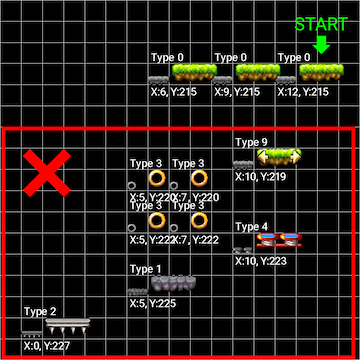 START
Type 0 Type 0 Type 0
X:6, Y:215 X:9, Y:215 X:12, Y:215
Type 9
Type 3 Type 3
X:10, Y:219
X:5, Y:220 X:7, Y:220
Type 3 Type 3
Type 4
X:5, Y:222 X:7, Y:222
X:10, Y:223
Type 1
X:5, Y:225
Type 2
X:0, Y:227